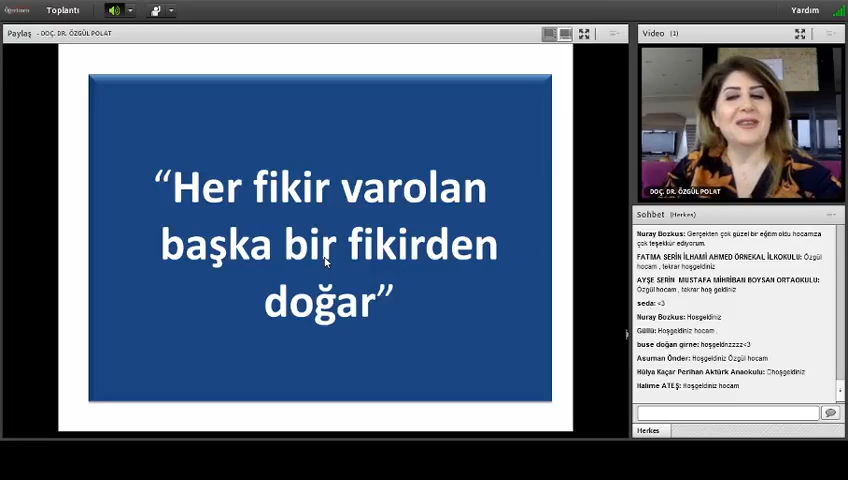 Öğretmen Toplantı Yardım
Paylaş - DOÇ. DR. ÖZGÜL POLAT
“Her fikir varolan
başka bir fikirden
doğar”
Video (1)
DOÇ. DR. ÖZGÜL POLAT
Sohbet (Herkes)
Nuray Bozkus: Gerçekten çok güzel bir eğitim oldu hocamıza
çok teşekkür ediyorum.
FATMA SERİN İLHAMİ AHMED ÖRNEKAL İLKOKULU: Özgül
hocam , tekrar hoşgeldiniz
AYŞE SERİN MUSTAFA MİHRİBAN BOYSAN ORTAOKULU:
Özgül hocam , tekrar hoş geldiniz
seda: <3
Nuray Bozkus: Hosgeldiniz
Güllü: Hoşgeldiniz hocam .
buse doğan girne: hoşgeldnzzzz<3
Asuman Önder: Hoşgeldiniz Özgül hocam
Hülya Kaçar Perihan Aktürk Anaokulu: Ohoşgeldiniz
Halime ATEŞ: Hoşgeldiniz hocam
Herkes